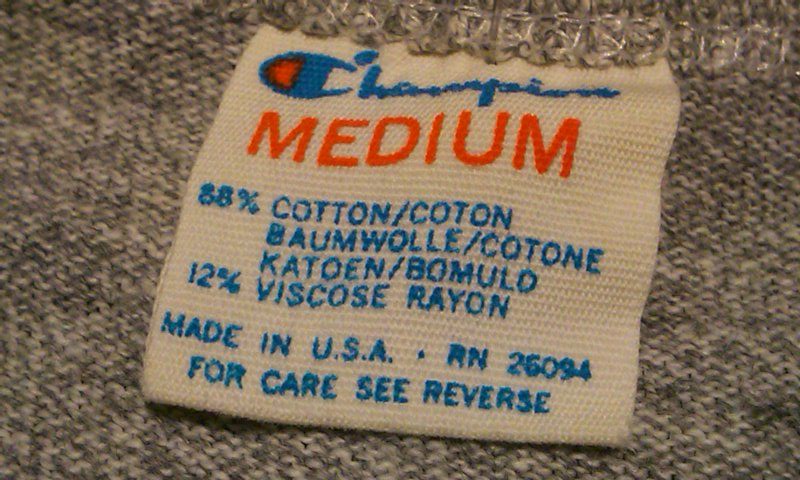 Champion
MEDIUM
88% COTTON/COTON
BAUMWOLLE/COTONE
KATOEN/BOMULD
12% VISCOSE RAYON
MADE IN U.S.A. · RN 26094
FOR CARE SEE REVERSE